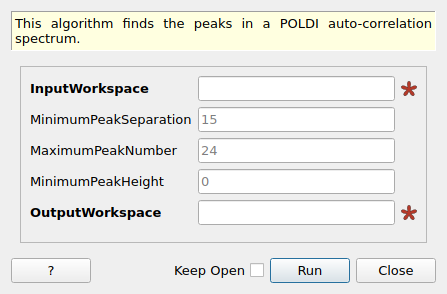 This algorithm finds the peaks in a POLDI auto-correlation
spectrum.
InputWorkspace
MinimumPeakSeparation 15
MaximumPeakNumber 24
MinimumPeakHeight 0
OutputWorkspace
? Keep Open Run Close